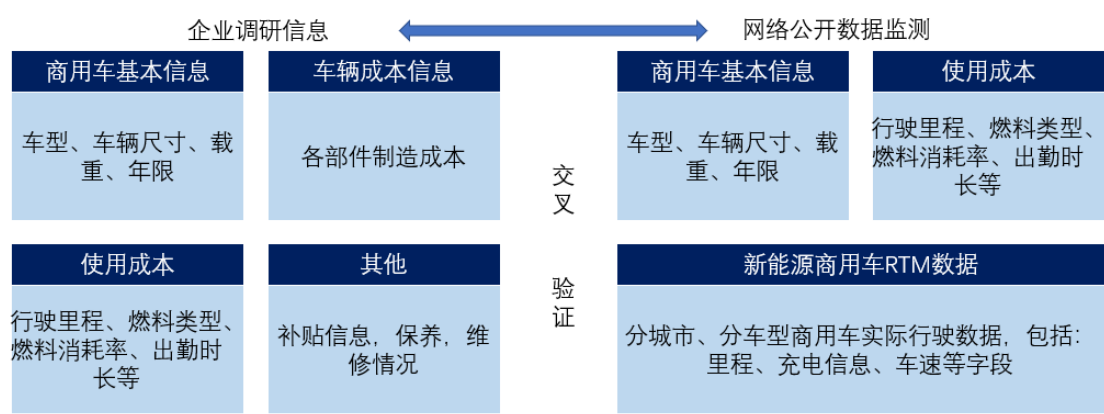 企业调研信息
网络公开数据监测
商用车基本信息
车型、车辆尺寸、载
重、年限
车辆成本信息
各部件制造成本
使用成本
行驶里程、燃料类型、
燃料消耗率、出勤时
长等
其他
补贴信息，保养，维
修情况
交
叉
验
证
商用车基本信息
车型、车辆尺寸、载
重、年限
使用成本
行驶里程、燃料类型、
燃料消耗率、出勤时
长等
新能源商用车RTM数据
分城市、分车型商用车实际行驶数据，包括：
里程、充电信息、车速等字段